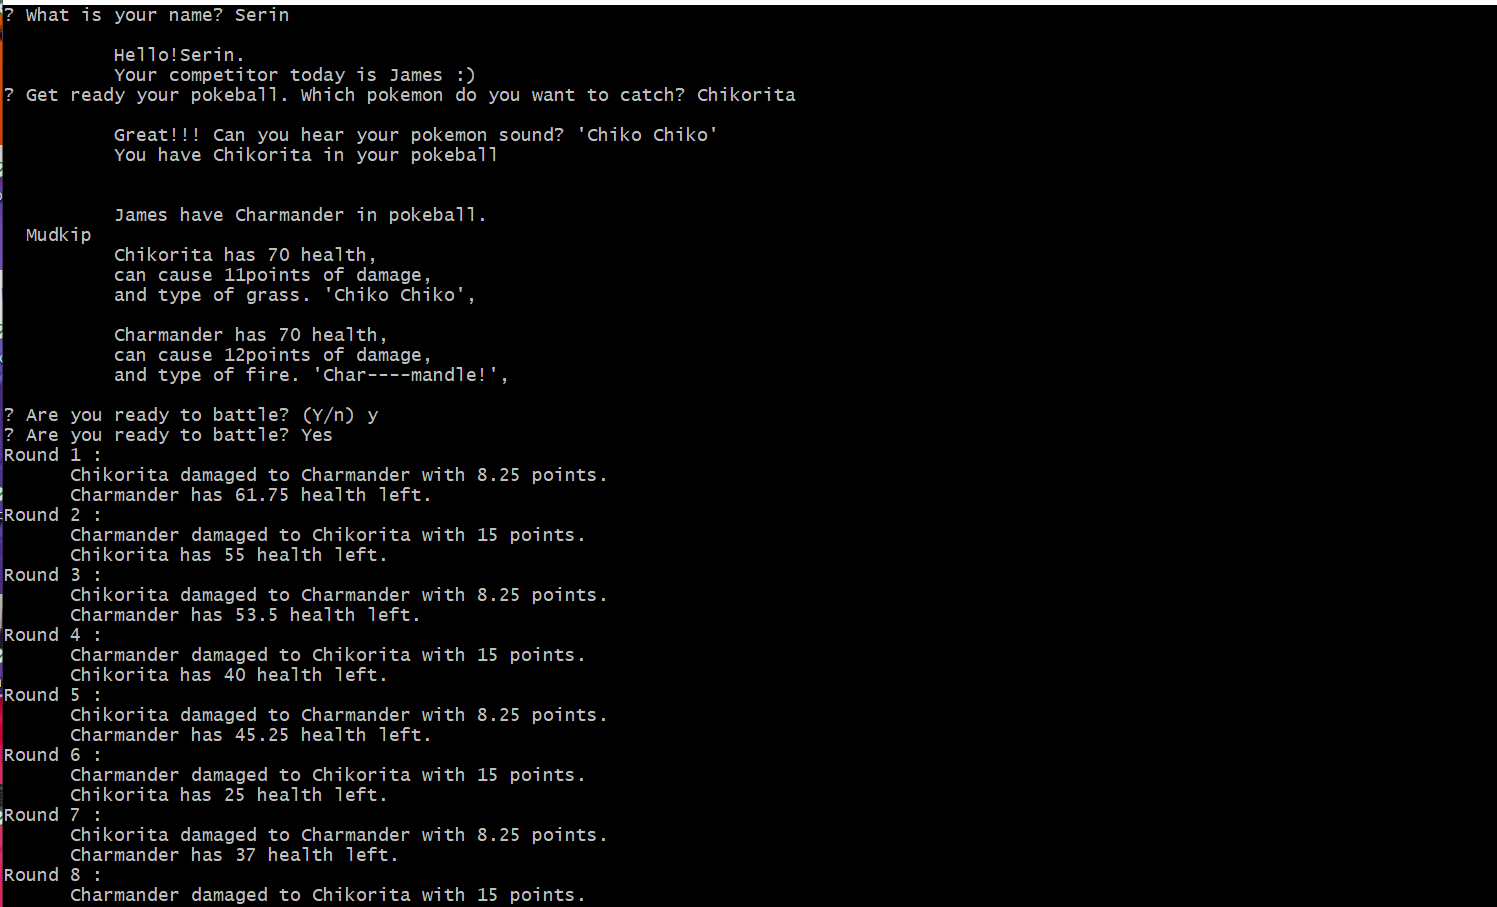 ? What is your name? Serin
Hello!Serin.
Your competitor today is James :)
? Get ready your pokeball. Which pokemon do you want to catch? Chikorita
Great!!! Can you hear your pokemon sound? 'Chiko Chiko'
You have Chikorita in your pokeball
James have Charmander in pokeball.
Mudkip
Chikorita has 70 health,
can cause 11points of damage,
and type of grass. 'Chiko Chiko',
Charmander has 70 health,
can cause 12points of damage,
and type of fire. 'Char----mandle!',
? Are you ready to battle? (Y/n) y
? Are you ready to battle? Yes
Round 1 :
Chikorita damaged to Charmander with 8.25 points.
Charmander has 61.75 health left.
Round 2 :
Charmander damaged to Chikorita with 15 points.
Chikorita has 55 health left.
Round 3 :
Chikorita damaged to Charmander with 8.25 points.
Charmander has 53.5 health left.
Round 4 :
Charmander damaged to Chikorita with 15 points.
Chikorita has 40 health left.
Round 5 :
Chikorita damaged to Charmander with 8.25 points.
Charmander has 45.25 health left.
Round 6 :
Charmander damaged to Chikorita with 15 points.
Chikorita has 25 health left.
Round 7 :
Chikorita damaged to Charmander with 8.25 points.
Charmander has 37 health left.
Round 8 :
Charmander damaged to Chikorita with 15 points.